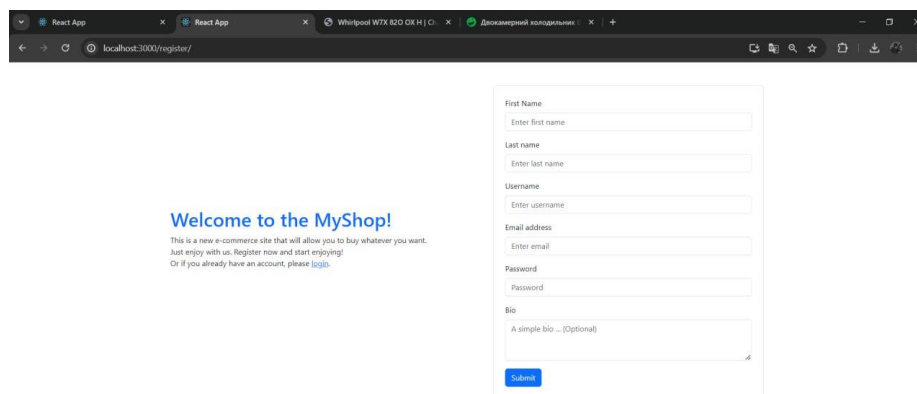 React App
React App
Whirlpool W7X 82O OX H | Ch
Двокамерний холодильник
localhost:3000/register/
First Name
Enter first name
Last name
Enter last name
Username
Enter username
Welcome to the MyShop!
This is a new e-commerce site that will allow you to buy whatever you want.
Just enjoy with us. Register now and start enjoying!
Or if you already have an account, please login.
Email address
Enter email
Password
Password
Bio
A simple bio ... (Optional)
Submit